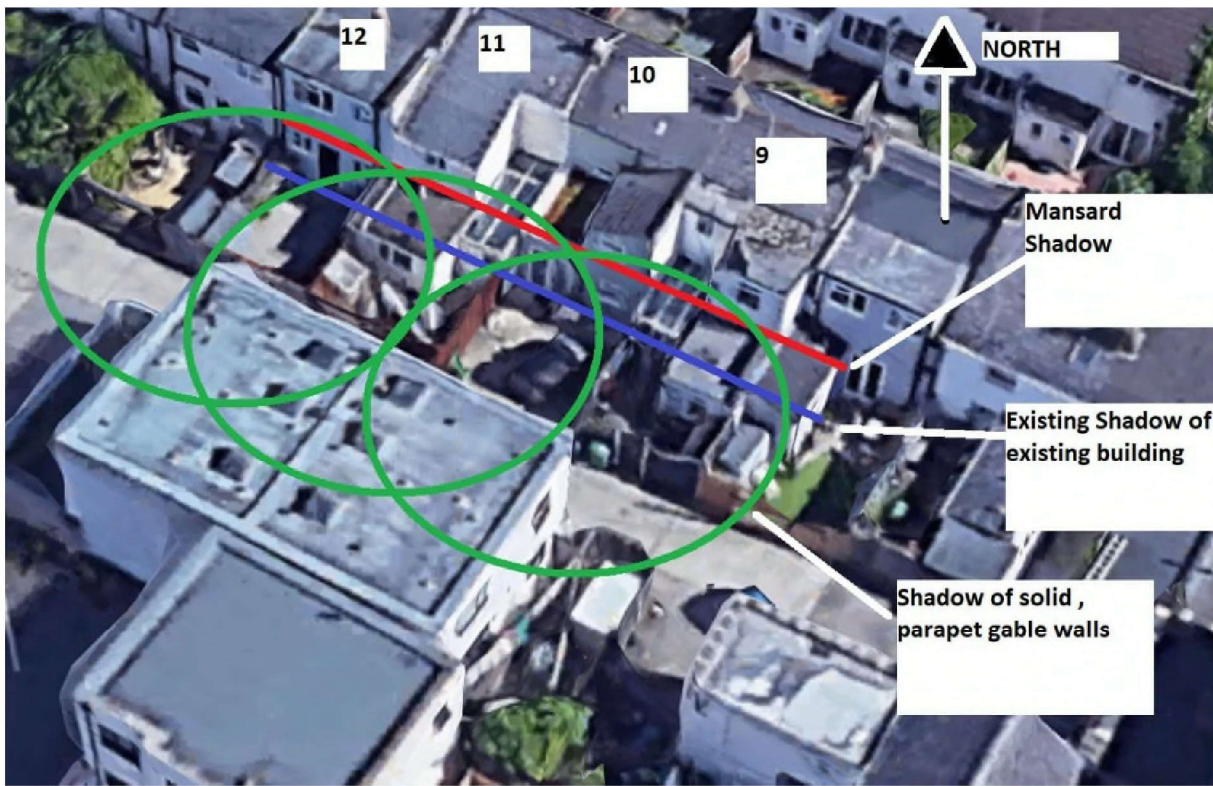 12
11
10
9
NORTH
Mansard
Shadow
Existing Shadow of
existing building
Shadow of solid ,
parapet gable walls